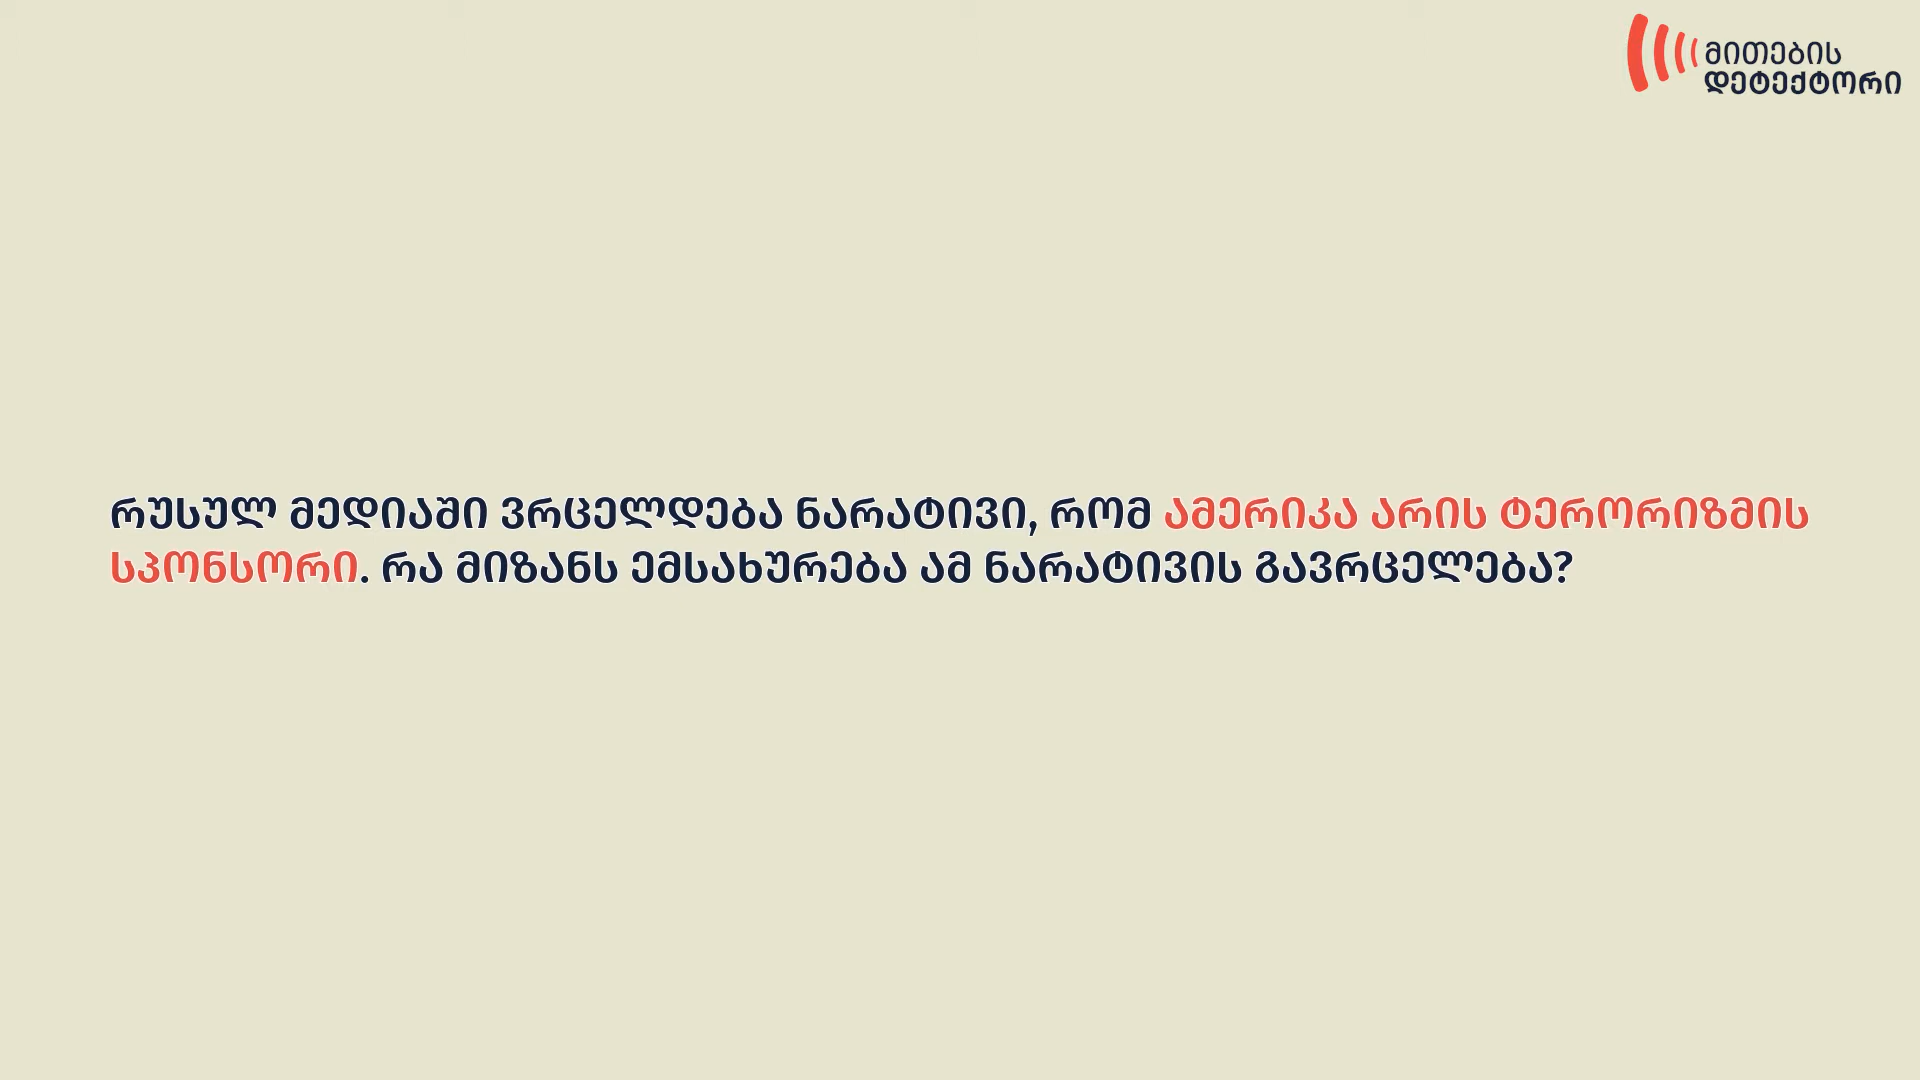 მითების
დეტექტორი
რუსულ მედიაში ვრცელდება ნარატივი, რომ ამერიკა არის ტერორიზმის
სპონსორი. რა მიზანს ემსახურება ამ ნარატივის გავრცელება?